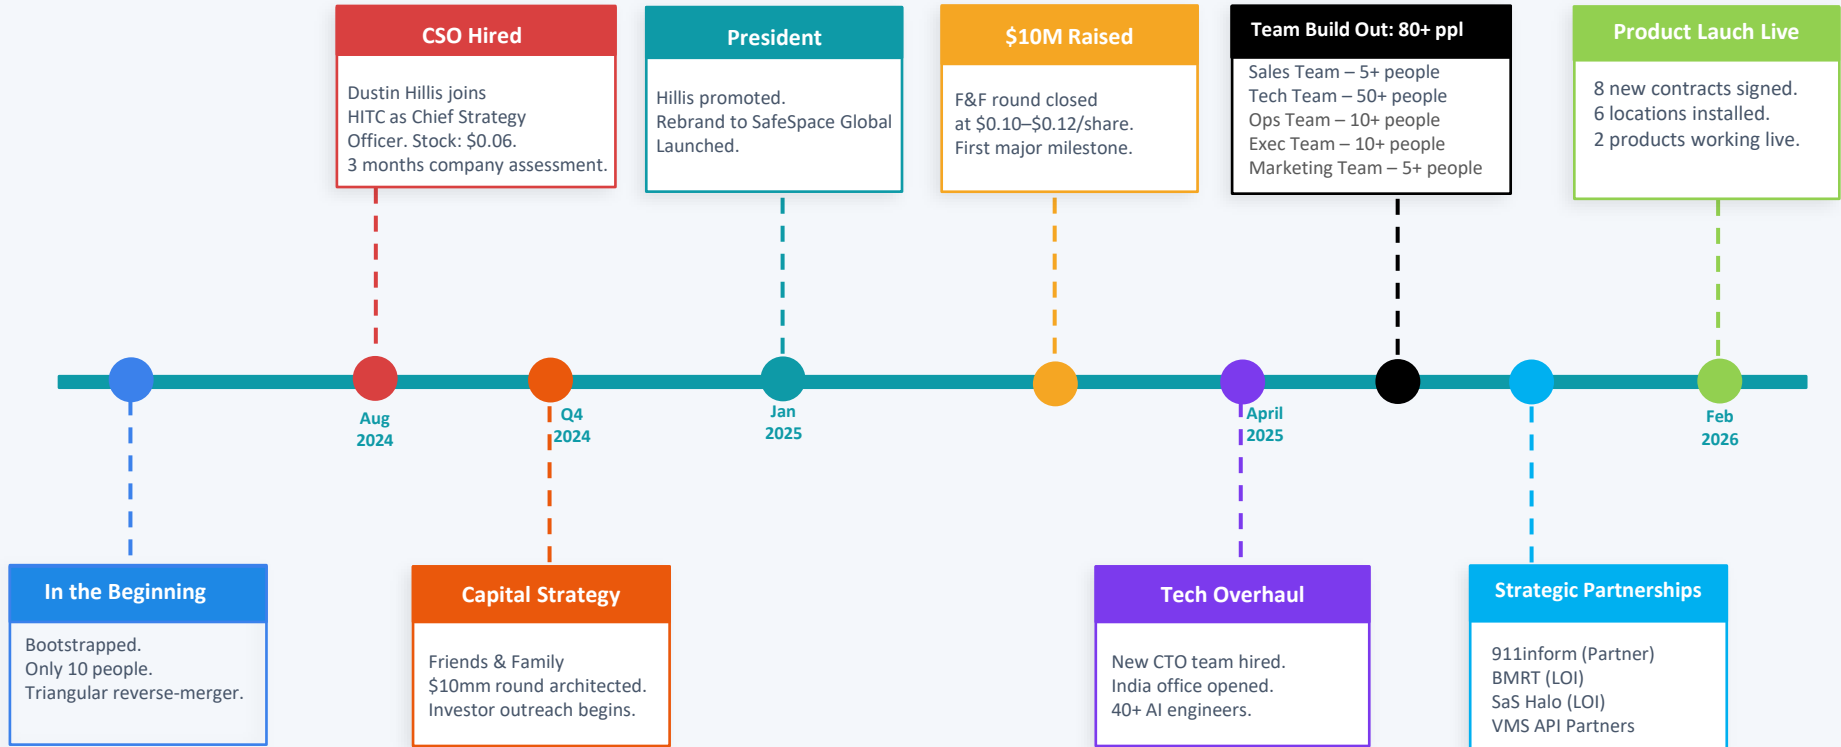 CSO Hired
Dustin Hillis joins
HITC as Chief Strategy
Officer. Stock: $0.06.
3 months company assessment.
President
Hillis promoted.
Rebrand to SafeSpace Global
Launched.
$10M Raised
F&F round closed
at $0.10–$0.12/share.
First major milestone.
Team Build Out: 80+ ppl
Sales Team – 5+ people
Tech Team – 50+ people
Ops Team – 10+ people
Exec Team – 10+ people
Marketing Team – 5+ people
Product Lauch Live
8 new contracts signed.
6 locations installed.
2 products working live.
Aug
2024
Q4
2024
Jan
2025
April
2025
Feb
2026
In the Beginning
Bootstrapped.
Only 10 people.
Triangular reverse-merger.
Capital Strategy
Friends & Family
$10mm round architected.
Investor outreach begins.
Tech Overhaul
New CTO team hired.
India office opened.
40+ AI engineers.
Strategic Partnerships
911inform (Partner)
BMRT (LOI)
SaS Halo (LOI)
VMS API Partners